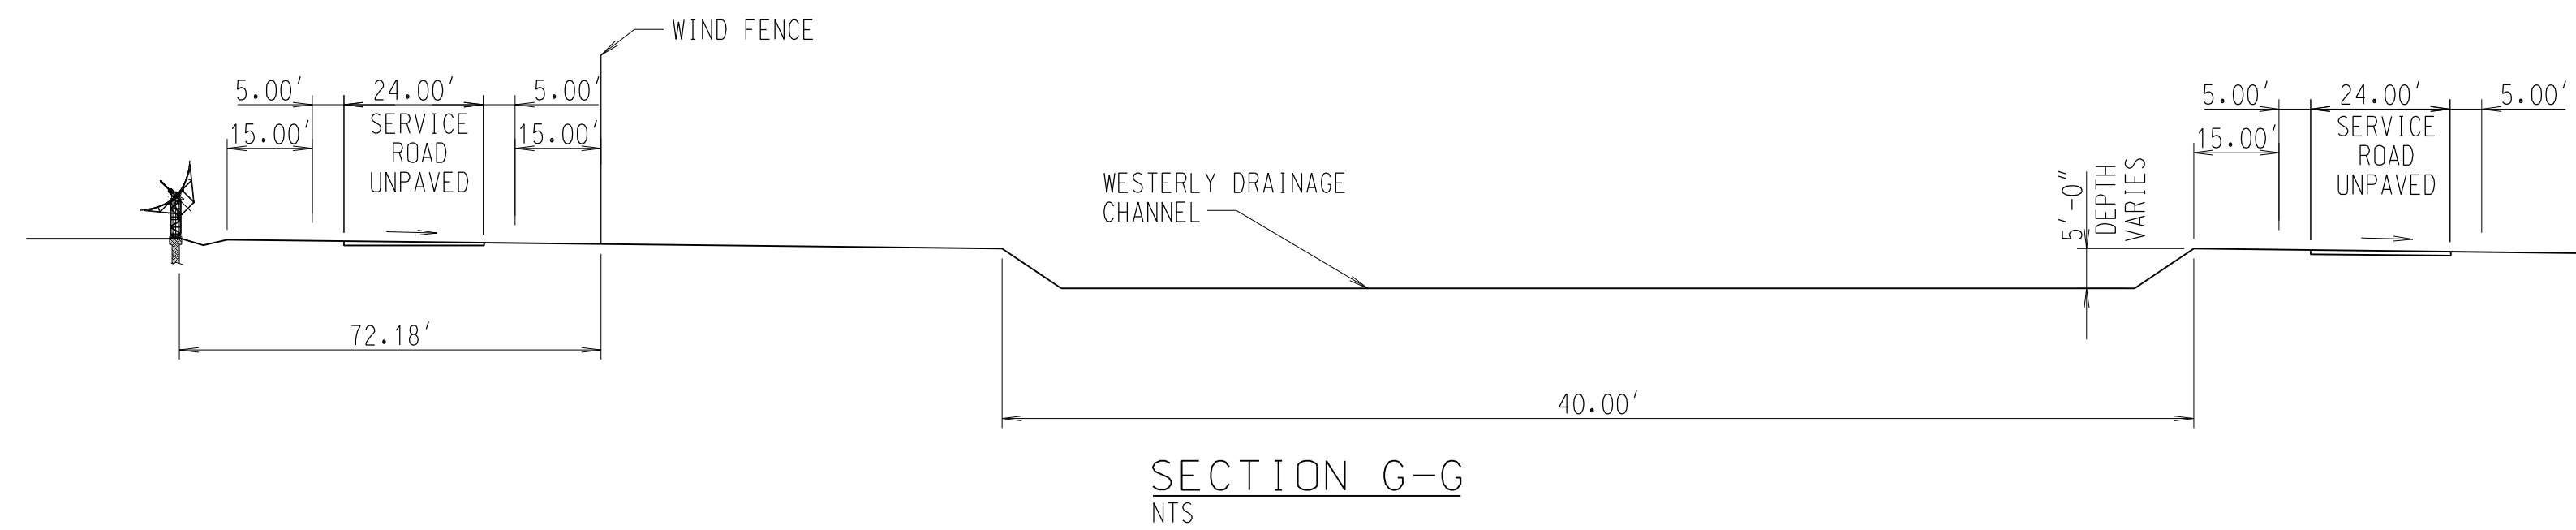 WIND FENCE
5.00' 24.00' 5.00'
15.00' SERVICE 15.00'
ROAD
UNPAVED
72.18'
WESTERLY DRAINAGE
CHANNEL
5'-0"
DEPTH
VARIES
5.00' 24.00' 5.00'
15.00' SERVICE
ROAD
UNPAVED
40.00'
SECTION G-G
NTS